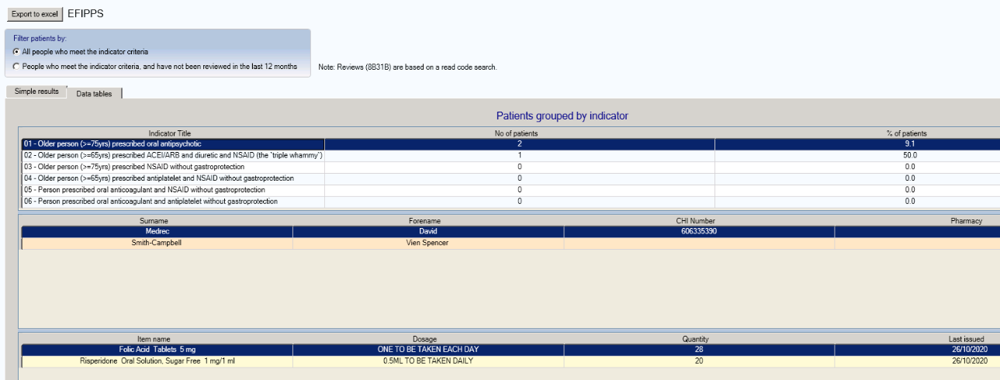 Export to excel EFIPPS
Filter patients by:
All people who meet the indicator criteria
People who meet the indicator criteria, and have not been reviewed in the last 12 months Note: Reviews (8B31B) are based on a read code search.
Simple results Data tables
Patients grouped by indicator
Indicator Title No of patients % of patients
01 - Older person (>=75yrs) prescribed oral antipsychotic 2 9.1
02 - Older person (>=65yrs) prescribed ACEI/ARB and diuretic and NSAID (the `triple whammy`) 1 50.0
03 - Older person (>=75yrs) prescribed NSAID without gastroprotection 0 0.0
04 - Older person (>=65yrs) prescribed antiplatelet and NSAID without gastroprotection 0 0.0
05 - Person prescribed oral anticoagulant and NSAID without gastroprotection 0 0.0
06 - Person prescribed oral anticoagulant and antiplatelet without gastroprotection 0 0.0
Surname Forename CHI Number Pharmacy
Medrec David 606335390
Smith-Campbell Vien Spencer
Item name Dosage Quantity Last issued
Folic Acid Tablets 5 mg ONE TO BE TAKEN EACH DAY 28 26/10/2020
Risperidone Oral Solution, Sugar Free 1 mg/1 ml 0.5ML TO BE TAKEN DAILY 20 26/10/2020